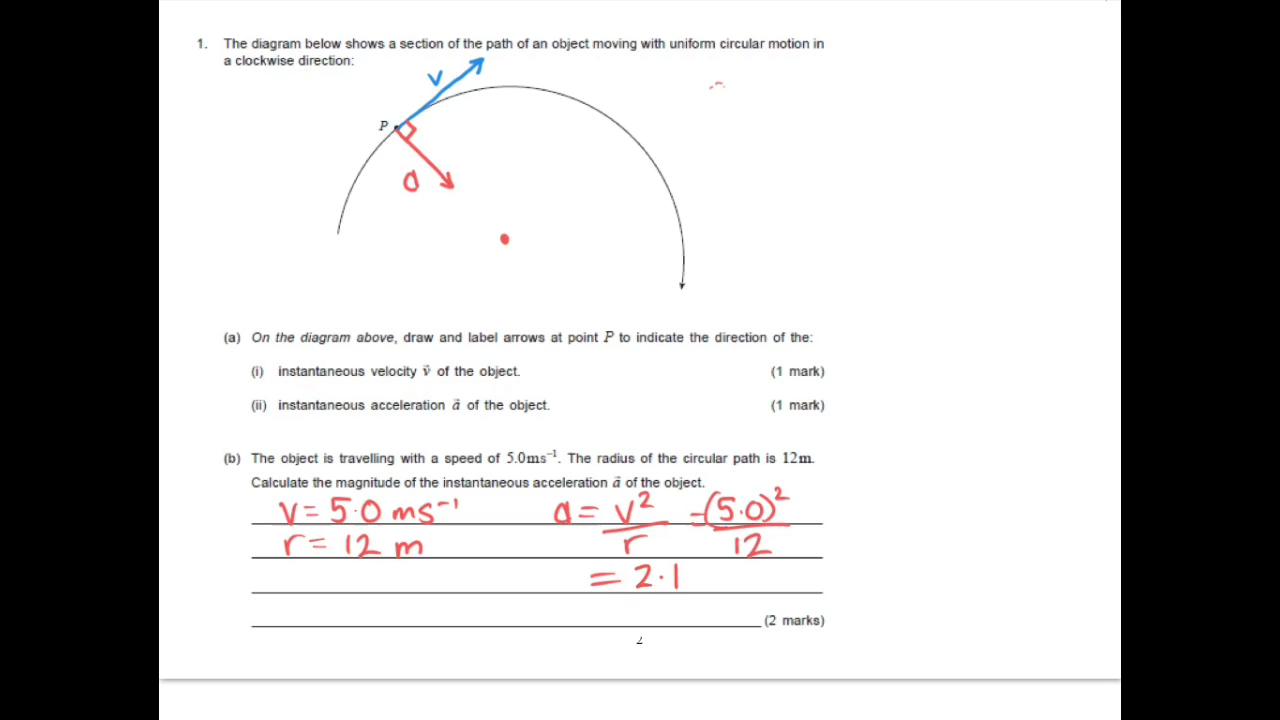 1. The diagram below shows a section of the path of an object moving with uniform circular motion in
a clockwise direction:
v
P
a
(a) On the diagram above, draw and label arrows at point P to indicate the direction of the:
(i) instantaneous velocity v⃗ of the object. (1 mark)
(ii) instantaneous acceleration a⃗ of the object. (1 mark)
(b) The object is travelling with a speed of 5.0ms⁻¹. The radius of the circular path is 12m.
Calculate the magnitude of the instantaneous acceleration a⃗ of the object.
v = 5.0 ms⁻¹ a = v²/r = (5.0)²/12
r = 12 m
= 2.1
(2 marks)
2